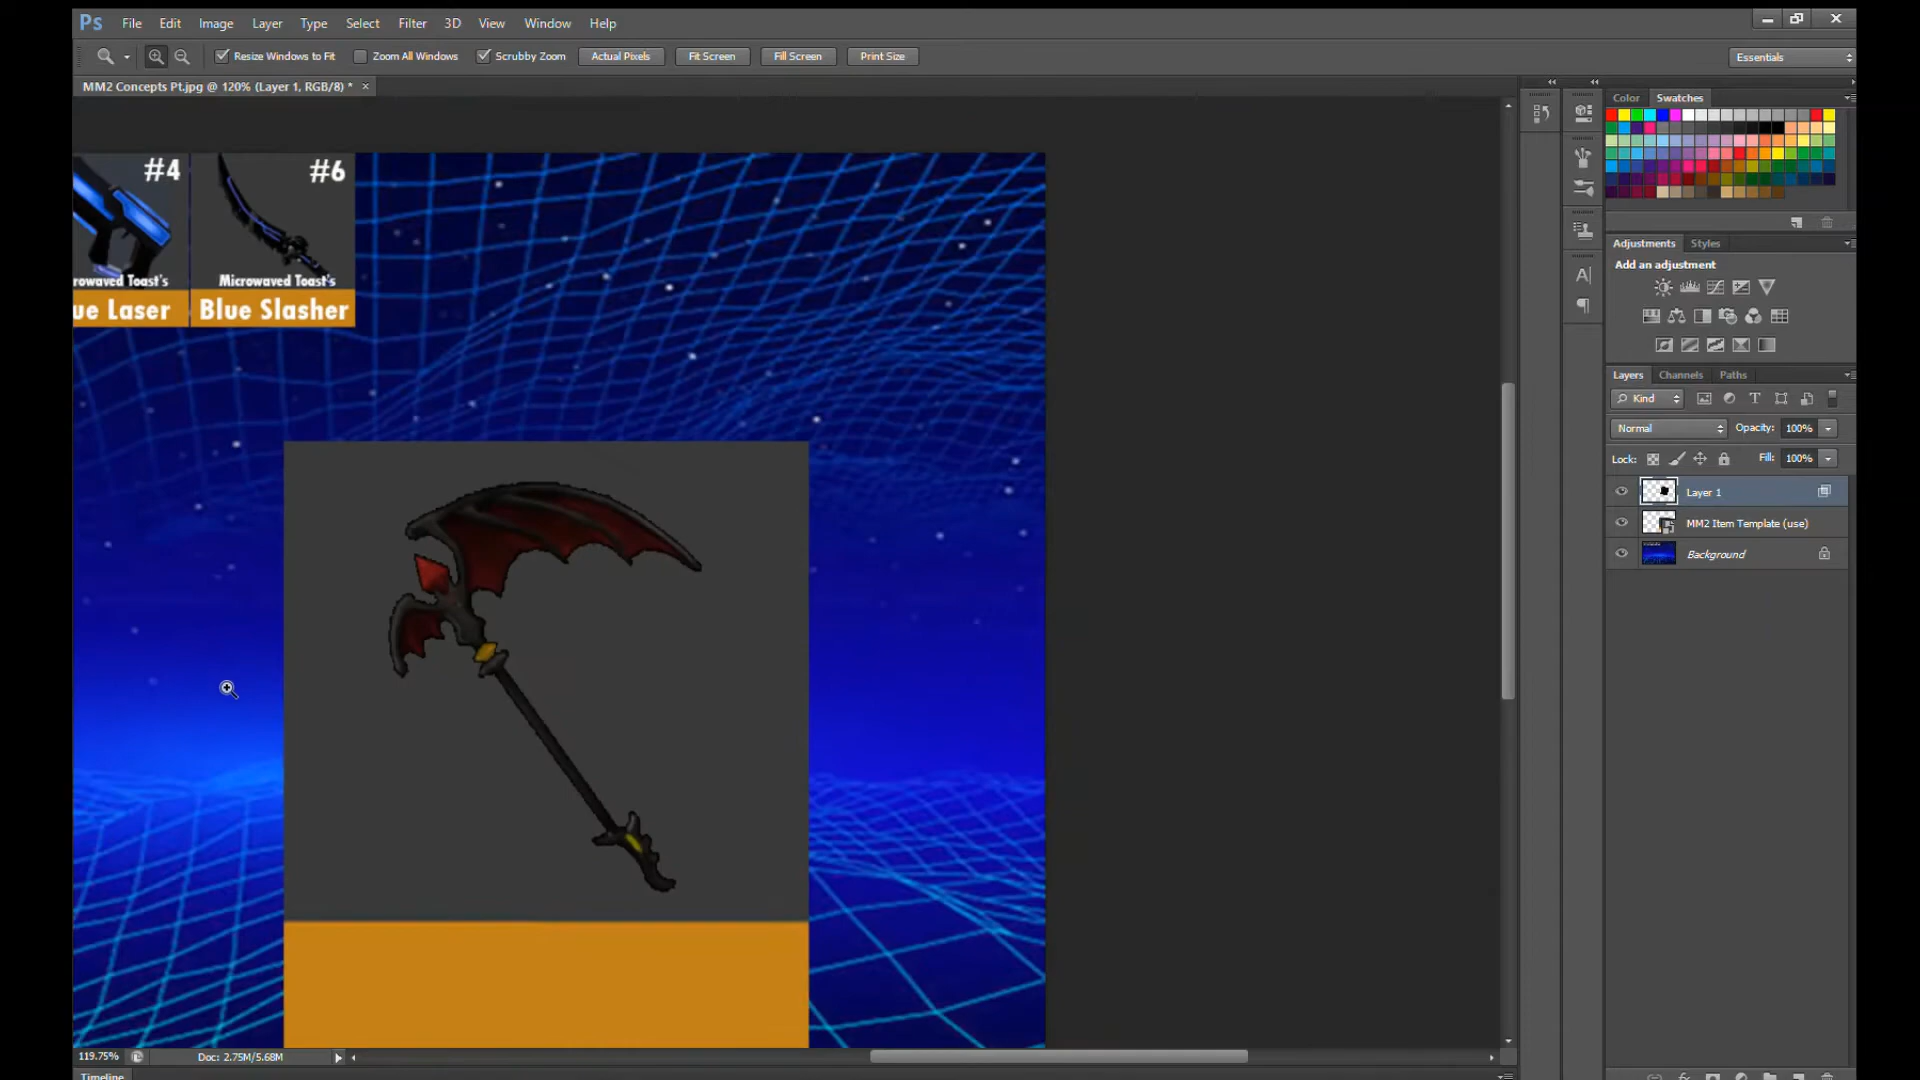 Ps File Edit Image Layer Type Select Filter 3D View Window Help
Resize Windows to Fit Zoom All Windows Scrubby Zoom Actual Pixels Fit Screen Fill Screen Print Size Essentials
MM2 Concepts Pt.jpg @ 120% (Layer 1, RGB/8) * ×
Color Swatches
#4 #6
rowaved Toast's Microwaved Toast's
ue Laser Blue Slasher
Adjustments Styles
Add an adjustment
Layers Channels Paths
Kind
Normal Opacity: 100%
Lock: Fill: 100%
Layer 1
MM2 Item Template (use)
Background
119.75% Doc: 2.75M/5.68M
Timeline